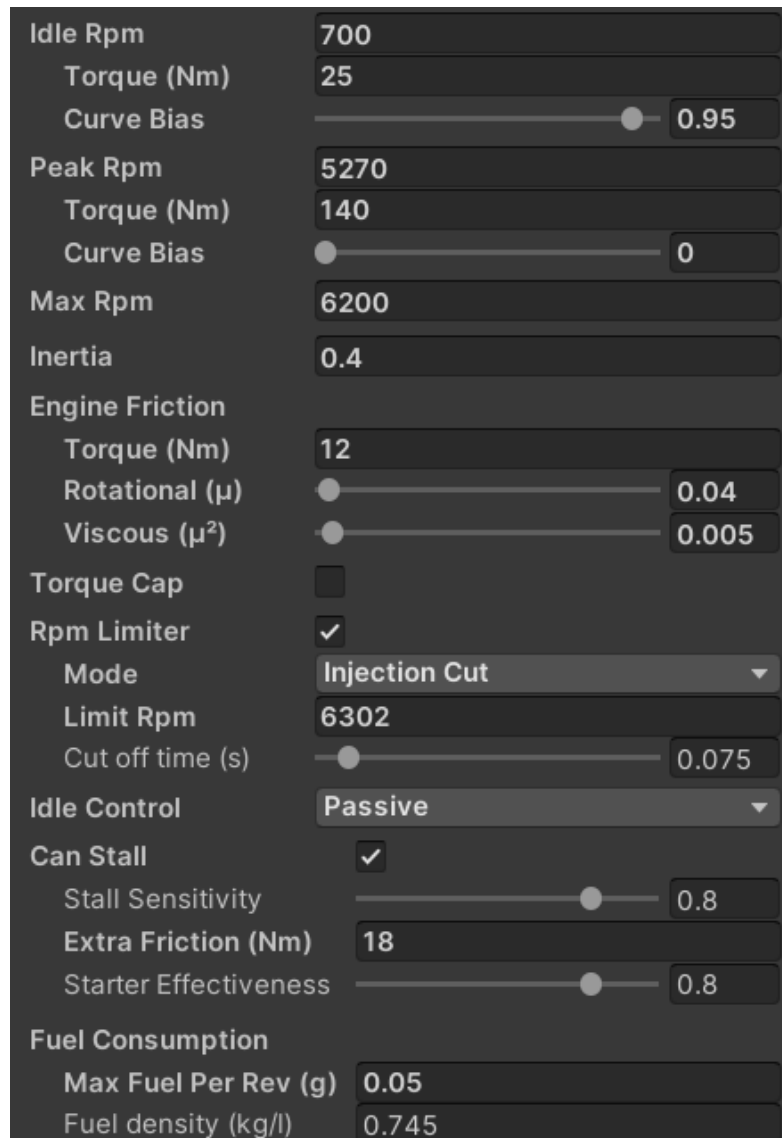 Idle Rpm 700
Torque (Nm) 25
Curve Bias 0.95
Peak Rpm 5270
Torque (Nm) 140
Curve Bias 0
Max Rpm 6200
Inertia 0.4
Engine Friction
Torque (Nm) 12
Rotational (μ) 0.04
Viscous (μ²) 0.005
Torque Cap
Rpm Limiter
Mode Injection Cut
Limit Rpm 6302
Cut off time (s) 0.075
Idle Control Passive
Can Stall
Stall Sensitivity 0.8
Extra Friction (Nm) 18
Starter Effectiveness 0.8
Fuel Consumption
Max Fuel Per Rev (g) 0.05
Fuel density (kg/l) 0.745